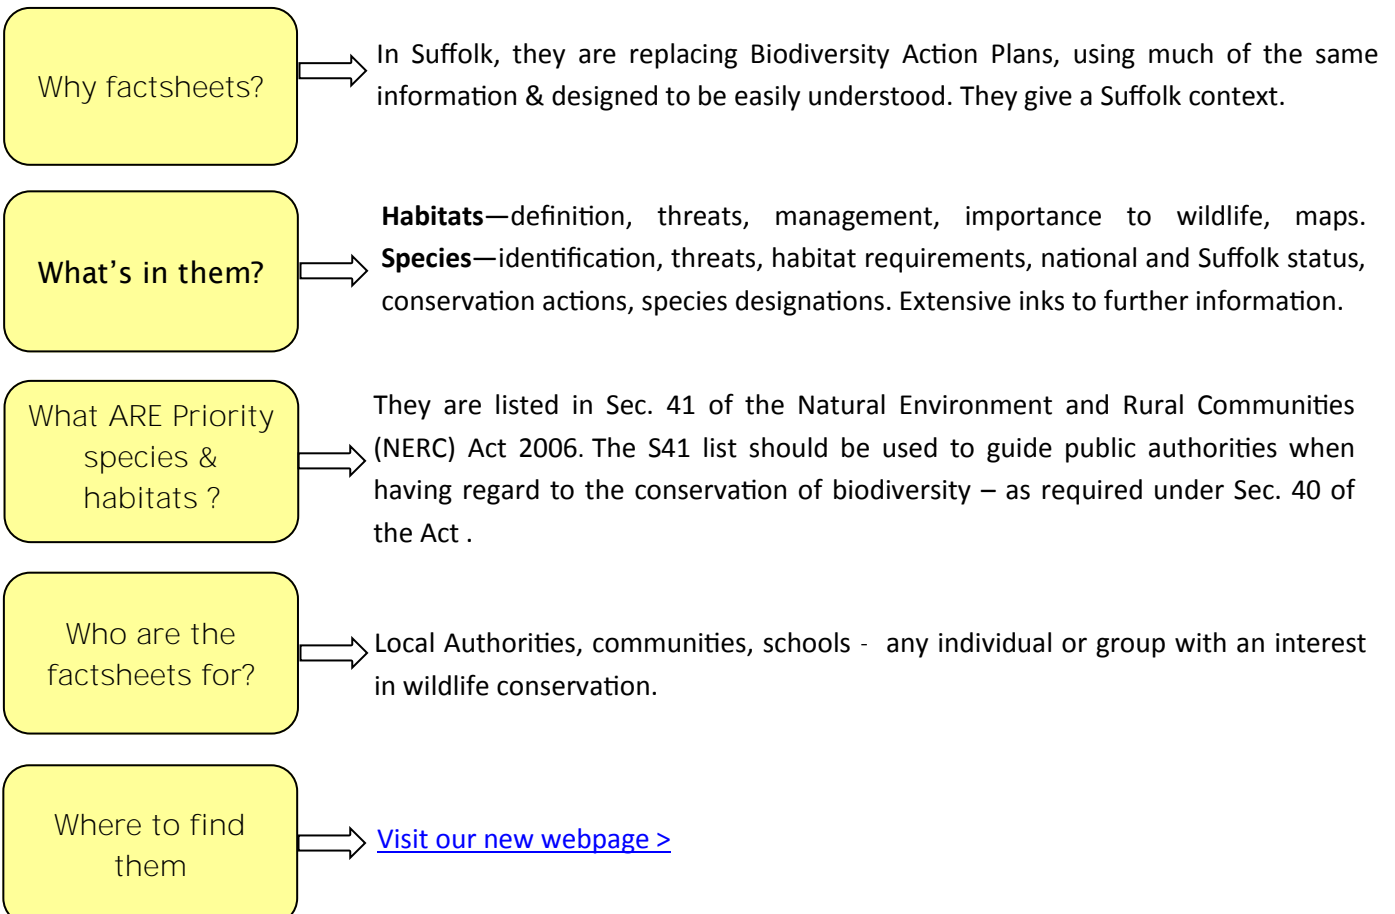 Why factsheets?
In Suffolk, they are replacing Biodiversity Action Plans, using much of the same
information & designed to be easily understood. They give a Suffolk context.
What's in them?
Habitats—definition, threats, management, importance to wildlife, maps.
Species—identification, threats, habitat requirements, national and Suffolk status,
conservation actions, species designations. Extensive inks to further information.
What ARE Priority
species &
habitats ?
They are listed in Sec. 41 of the Natural Environment and Rural Communities
(NERC) Act 2006. The S41 list should be used to guide public authorities when
having regard to the conservation of biodiversity – as required under Sec. 40 of
the Act .
Who are the
factsheets for?
Local Authorities, communities, schools - any individual or group with an interest
in wildlife conservation.
Where to find
them
Visit our new webpage >